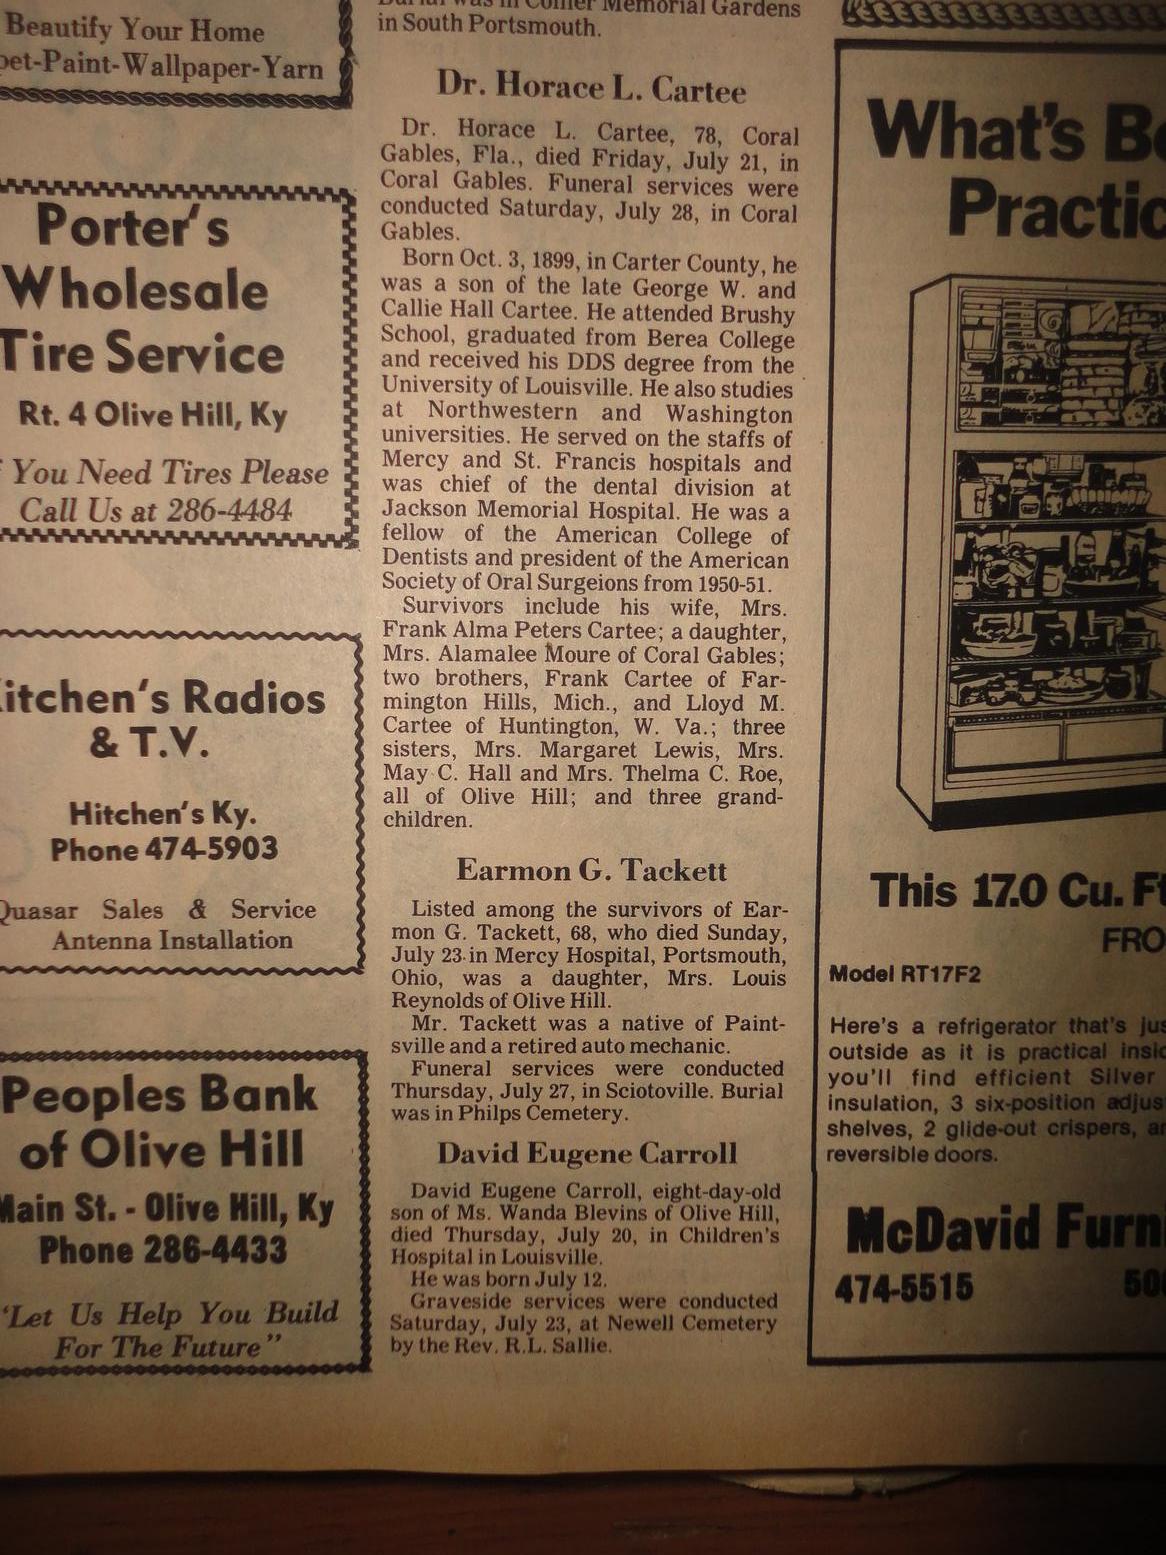 Beautify Your Home
Paint-Wallpaper-Yarn
Porter's
Wholesale
Tire Service
Rt. 4 Olive Hill, Ky
You Need Tires Please
Call Us at 286-4484
Radios
& T.V.
Hitchen's Ky.
Phone 474-5903
Quasar Sales & Service
Antenna Installation
Peoples Bank
of Olive Hill
Main St. - Olive Hill, Ky
Phone 286-4433
"Let Us Help You Build
For The Future"
Memorial Gardens
in South Portsmouth.
Dr. Horace L. Cartee
Dr. Horace L. Cartee, 78, Coral
Gables, Fla., died Friday, July 21, in
Coral Gables. Funeral services were
conducted Saturday, July 28, in Coral
Gables.
Born Oct. 3, 1899, in Carter County, he
was a son of the late George W. and
Callie Hall Cartee. He attended Brushy
School, graduated from Berea College
and received his DDS degree from the
University of Louisville. He also studies
at Northwestern and Washington
universities. He served on the staffs of
Mercy and St. Francis hospitals and
was chief of the dental division at
Jackson Memorial Hospital. He was a
fellow of the American College of
Dentists and president of the American
Society of Oral Surgeions from 1950-51.
Survivors include his wife, Mrs.
Frank Alma Peters Cartee; a daughter,
Mrs. Alamalee Moure of Coral Gables;
two brothers, Frank Cartee of Far-
mington Hills, Mich., and Lloyd M.
Cartee of Huntington, W. Va.; three
sisters, Mrs. Margaret Lewis, Mrs.
May C. Hall and Mrs. Thelma C. Roe,
all of Olive Hill; and three grand-
children.
Earmon G. Tackett
Listed among the survivors of Ear-
mon G. Tackett, 68, who died Sunday,
July 23 in Mercy Hospital, Portsmouth,
Ohio, was a daughter, Mrs. Louis
Reynolds of Olive Hill.
Mr. Tackett was a native of Paint-
sville and a retired auto mechanic.
Funeral services were conducted
Thursday, July 27, in Sciotoville. Burial
was in Philps Cemetery.
David Eugene Carroll
David Eugene Carroll, eight-day-old
son of Ms. Wanda Blevins of Olive Hill,
died Thursday, July 20, in Children's
Hospital in Louisville.
He was born July 12.
Graveside services were conducted
Saturday, July 23, at Newell Cemetery
by the Rev. R.L. Sallie.
What's
This 17.0 Cu.
Model RT17F2
Here's a refrigerator that's
outside as it is practical
you'll find efficient Silver
insulation, 3 six-position
shelves, 2 glide-out crispers,
reversible doors.
McDavid
474-5515